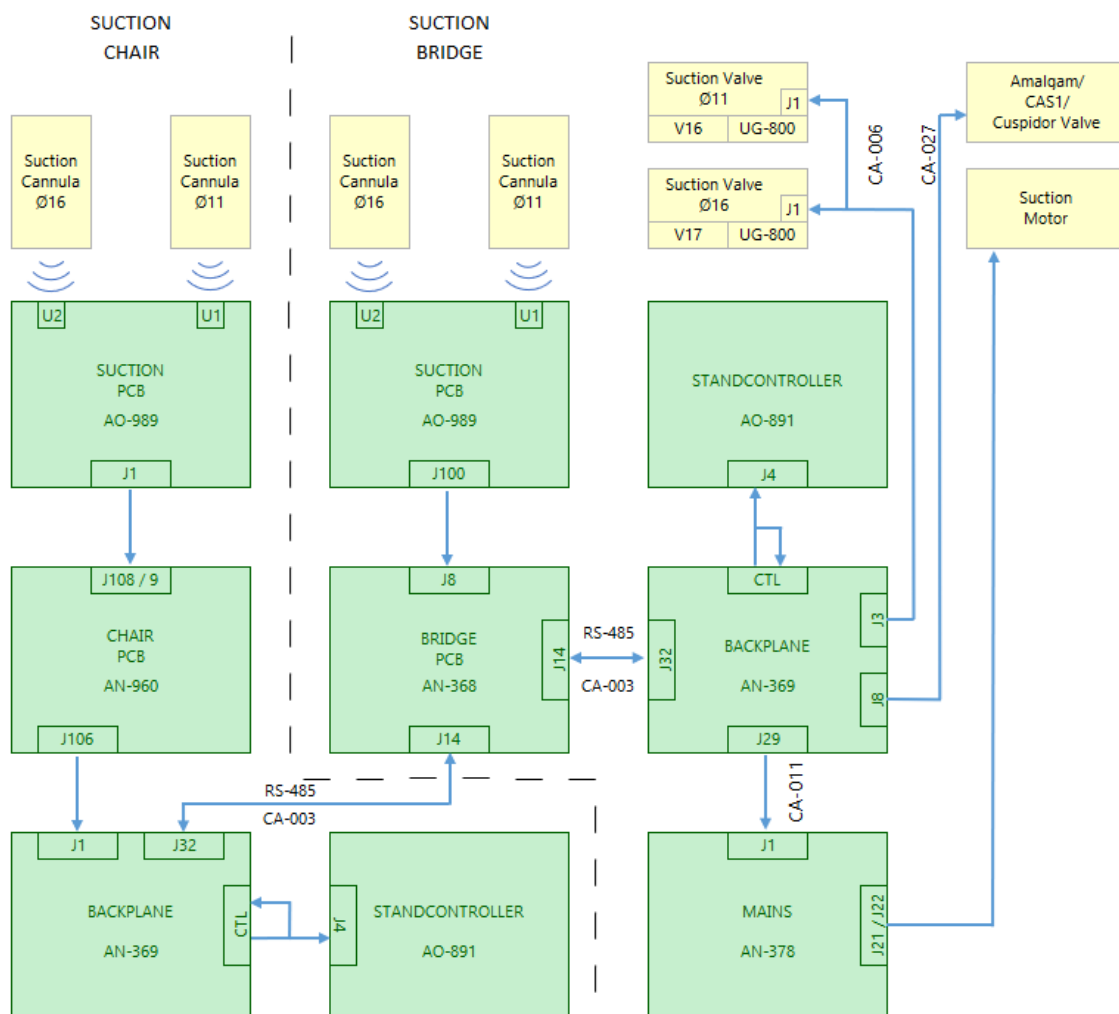 SUCTION
CHAIR
SUCTION
BRIDGE
Suction
Cannula
Ø16
Suction
Cannula
Ø11
Suction
Cannula
Ø16
Suction
Cannula
Ø11
Suction Valve
Ø11
J1
V16
UG-800
Suction Valve
Ø16
J1
V17
UG-800
CA-006
CA-027
Amalgam/
CAS1/
Cuspidor Valve
Suction
Motor
U2
U1
SUCTION
PCB
AO-989
J1
U2
U1
SUCTION
PCB
AO-989
J100
STANDCONTROLLER
AO-891
J4
J108 / 9
CHAIR
PCB
AN-960
J106
J8
BRIDGE
PCB
AN-368
J14
J14
RS-485
CA-003
CTL
J32
BACKPLANE
AN-369
J3
J8
J29
RS-485
CA-003
CA-011
J1
J32
BACKPLANE
AN-369
CTL
J4
STANDCONTROLLER
AO-891
J1
MAINS
AN-378
J21 / J22